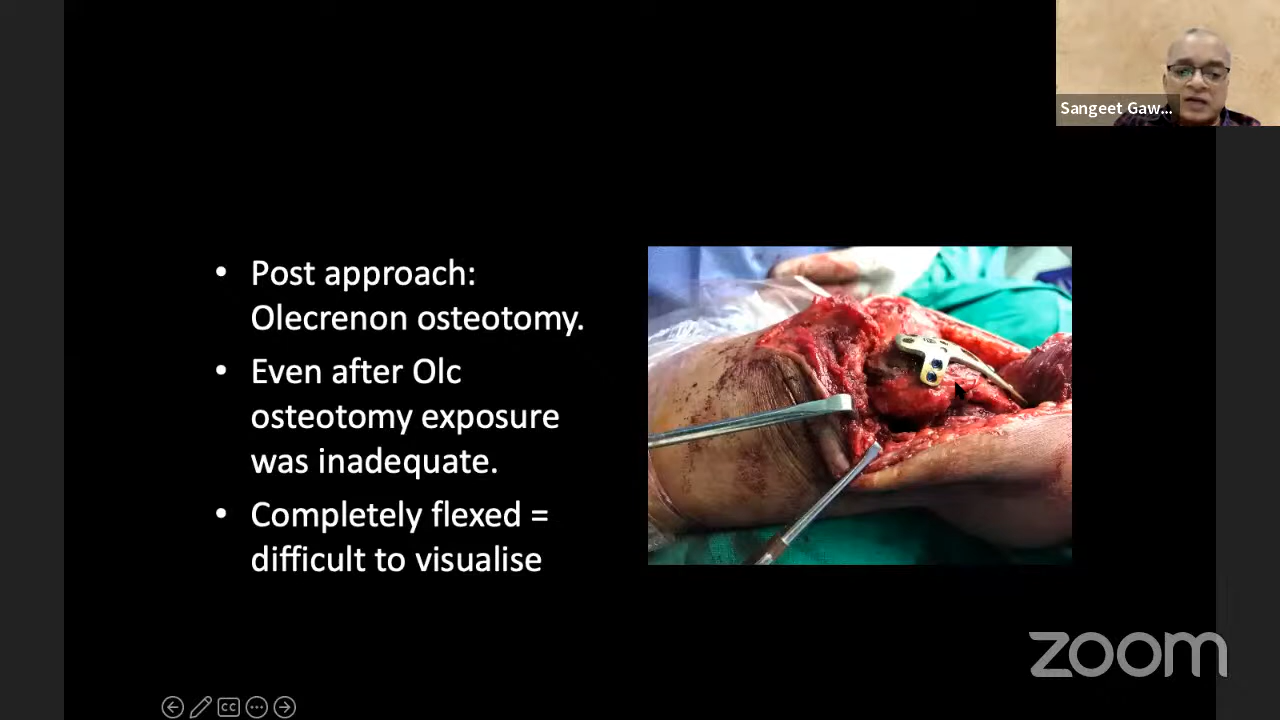 Sangeet Gaw...
• Post approach:
Olecrenon osteotomy.
• Even after Olc
osteotomy exposure
was inadequate.
• Completely flexed =
difficult to visualise
zoom
CC